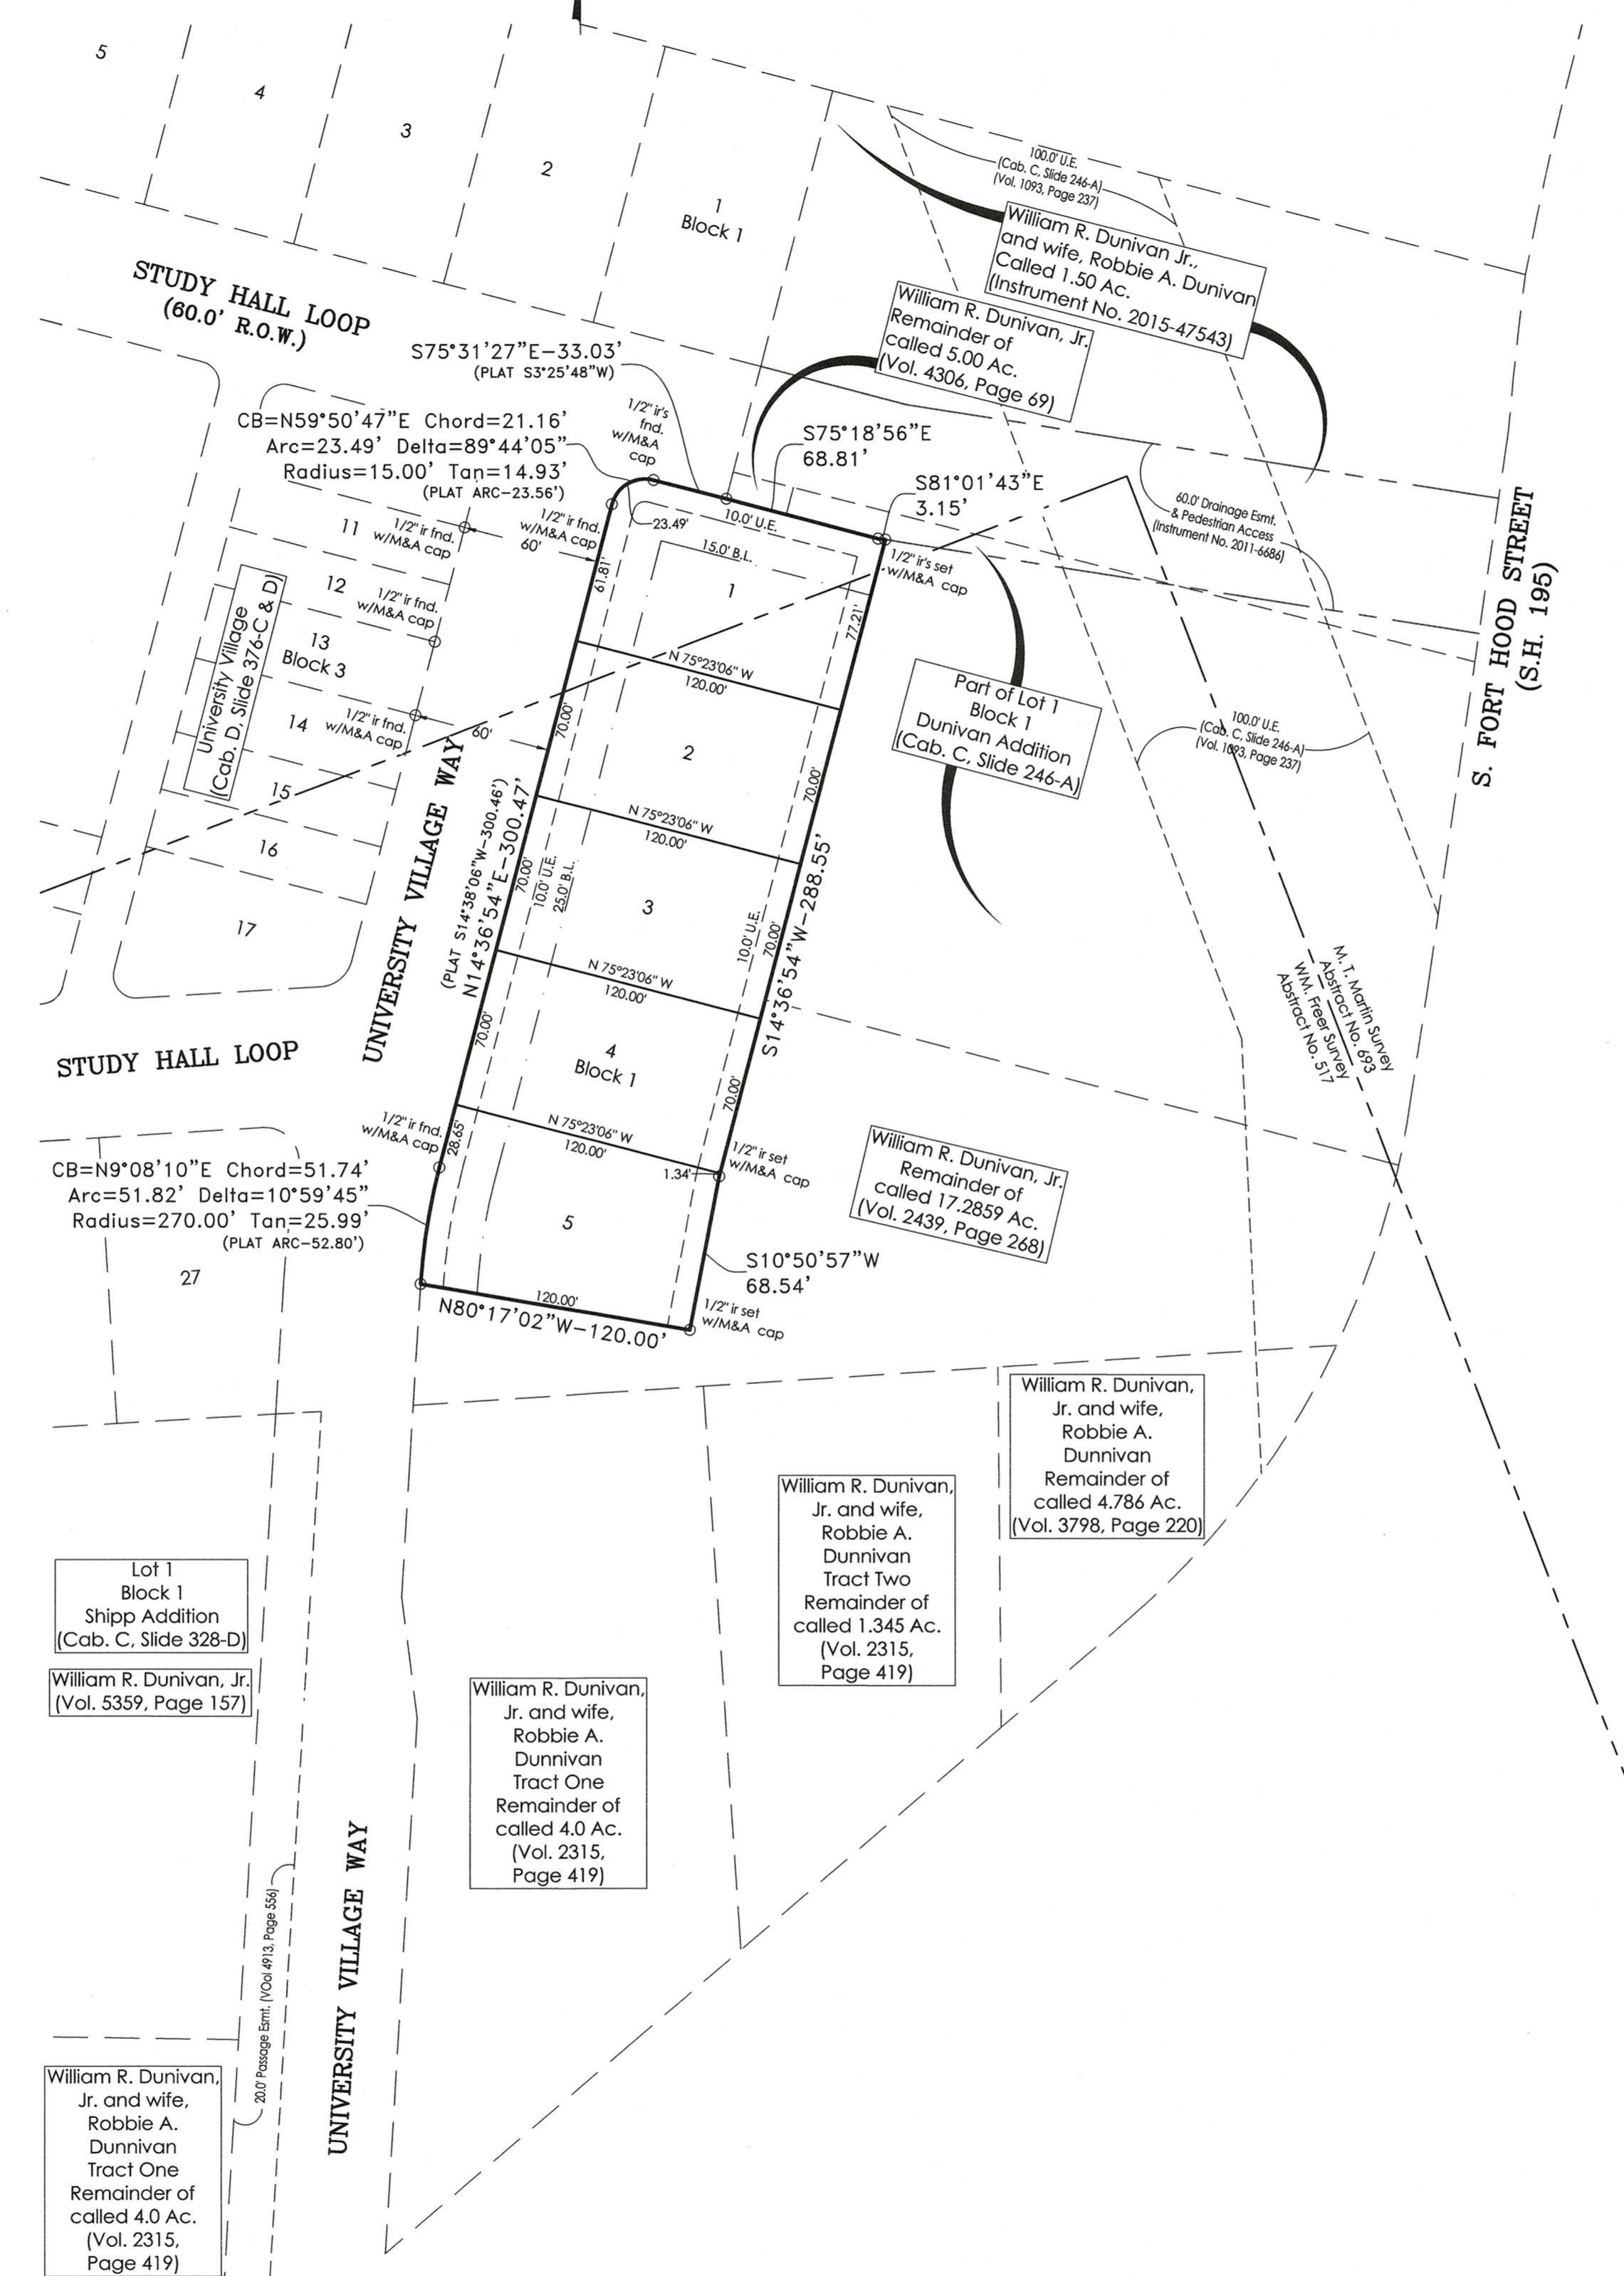 5
4
3
2
1
Block 1
100.0' U.E.
(Cab. C, Slide 246-A)
(Vol. 1093, Page 237)
William R. Dunivan Jr.,
and wife, Robbie A. Dunivan
Called 1.50 Ac.
(Instrument No. 2015-47543)
STUDY HALL LOOP
(60.0' R.O.W.)
William R. Dunivan, Jr.
Remainder of
called 5.00 Ac.
(Vol. 4306, Page 69)
S75°31'27"E-33.03'
(PLAT S3°25'48"W)
CB=N59°50'47"E Chord=21.16'
Arc=23.49' Delta=89°44'05"
Radius=15.00' Tan=14.93'
(PLAT ARC-23.56')
1/2" ir's
fnd.
w/M&A
cap
S75°18'56"E
68.81'
S81°01'43"E
3.15'
60.0' Drainage Esmt.
& Pedestrian Access
(Instrument No. 2011-6686)
S. FORT HOOD STREET
(S.H. 195)
11
1/2" ir fnd.
w/M&A cap
1/2" ir fnd.
w/M&A cap
60'
23.49'
10.0' U.E.
15.0' B.L.
1/2" ir's set
w/M&A cap
61.81'
1
77.21'
12
1/2" ir fnd.
w/M&A cap
University Village
(Cab. D, Slide 376-C & D)
13
Block 3
N 75°23'06" W
120.00'
14
1/2" ir fnd.
w/M&A cap
60'
70.00'
2
70.00'
Part of Lot 1
Block 1
Dunivan Addition
(Cab. C, Slide 246-A)
100.0' U.E.
(Cab. C, Slide 246-A)
(Vol. 1093, Page 237)
15
16
17
UNIVERSITY VILLAGE WAY
(PLAT S14°38'06"W-300.46')
N14°36'54"E-300.47'
N 75°23'06" W
120.00'
70.00'
10.0' U.E.
25.0' B.L.
3
10.0' U.E.
70.00'
S14°36'54"W-288.55'
N 75°23'06" W
120.00'
M. T. Martin Survey
Abstract No. 693
WM. Freer Survey
Abstract No. 517
STUDY HALL LOOP
70.00'
4
Block 1
70.00'
1/2" ir fnd.
w/M&A cap
28.65'
N 75°23'06" W
120.00'
1.34'
1/2" ir set
w/M&A cap
William R. Dunivan, Jr.
Remainder of
called 17.2859 Ac.
(Vol. 2439, Page 268)
CB=N9°08'10"E Chord=51.74'
Arc=51.82' Delta=10°59'45"
Radius=270.00' Tan=25.99'
(PLAT ARC-52.80')
27
5
S10°50'57"W
68.54'
120.00'
N80°17'02"W-120.00'
1/2" ir set
w/M&A cap
William R. Dunivan,
Jr. and wife,
Robbie A.
Dunnivan
Remainder of
called 4.786 Ac.
(Vol. 3798, Page 220)
William R. Dunivan,
Jr. and wife,
Robbie A.
Dunnivan
Tract Two
Remainder of
called 1.345 Ac.
(Vol. 2315,
Page 419)
Lot 1
Block 1
Shipp Addition
(Cab. C, Slide 328-D)
William R. Dunivan, Jr.
(Vol. 5359, Page 157)
William R. Dunivan,
Jr. and wife,
Robbie A.
Dunnivan
Tract One
Remainder of
called 4.0 Ac.
(Vol. 2315,
Page 419)
20.0' Passage Esmt. (VOol 4913, Page 556)
UNIVERSITY VILLAGE WAY
William R. Dunivan,
Jr. and wife,
Robbie A.
Dunnivan
Tract One
Remainder of
called 4.0 Ac.
(Vol. 2315,
Page 419)